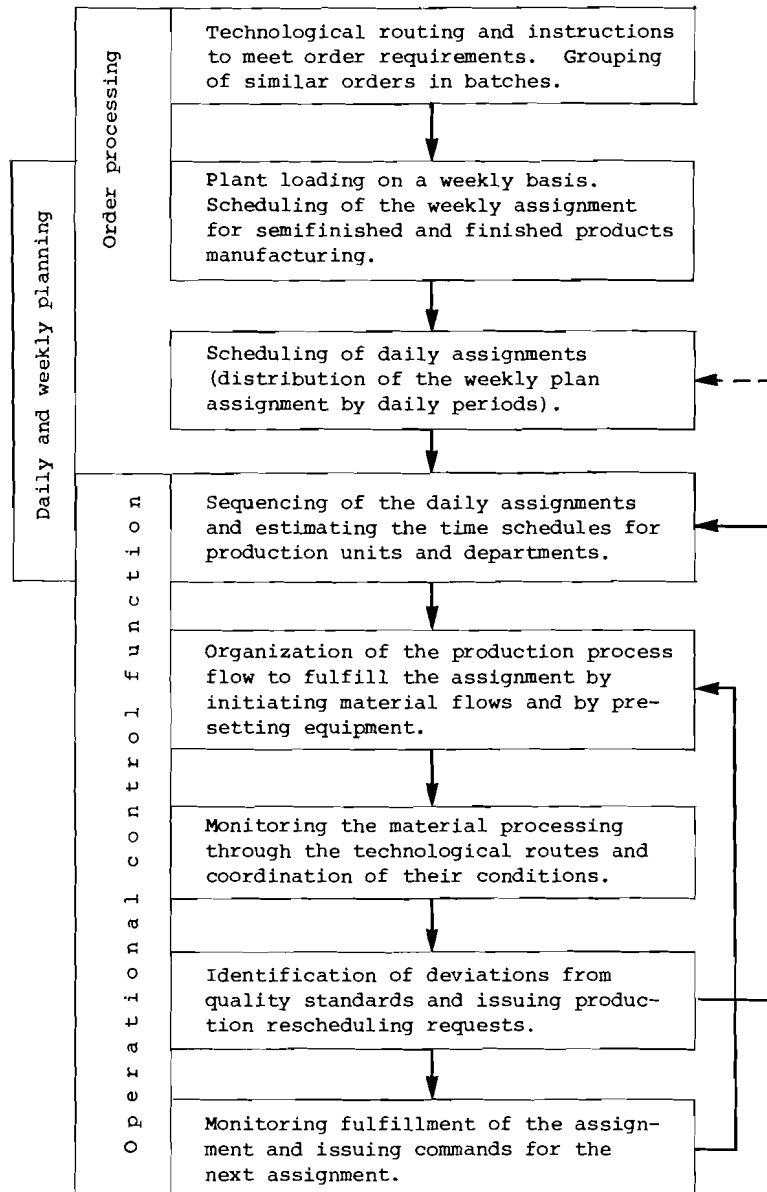 Technological routing and instructions
to meet order requirements. Grouping
of similar orders in batches.
Order processing
Plant loading on a weekly basis.
Scheduling of the weekly assignment
for semifinished and finished products
manufacturing.
Daily and weekly planning
Scheduling of daily assignments
(distribution of the weekly plan
assignment by daily periods).
Sequencing of the daily assignments
and estimating the time schedules for
production units and departments.
Operational control function
Organization of the production process
flow to fulfill the assignment by
initiating material flows and by pre-
setting equipment.
Monitoring the material processing
through the technological routes and
coordination of their conditions.
Identification of deviations from
quality standards and issuing produc-
tion rescheduling requests.
Monitoring fulfillment of the assign-
ment and issuing commands for the
next assignment.